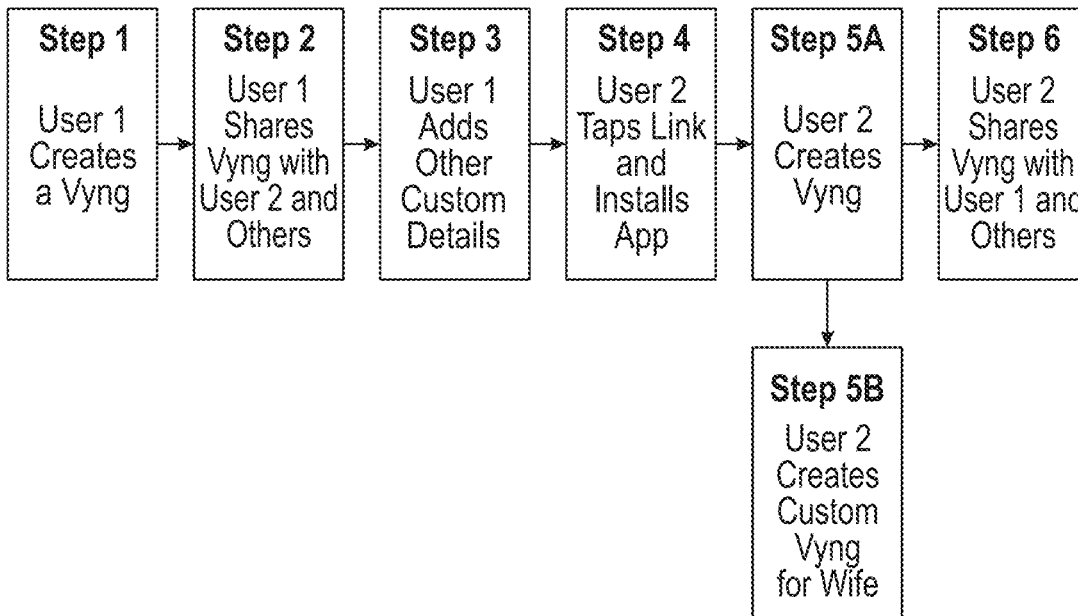 Step 1
User 1
Creates
a Vyng
Step 2
User 1
Shares
Vyng with
User 2 and
Others
Step 3
User 1
Adds
Other
Custom
Details
Step 4
User 2
Taps Link
and
Installs
App
Step 5A
User 2
Creates
Vyng
Step 6
User 2
Shares
Vyng with
User 1 and
Others
Step 5B
User 2
Creates
Custom
Vyng
for Wife